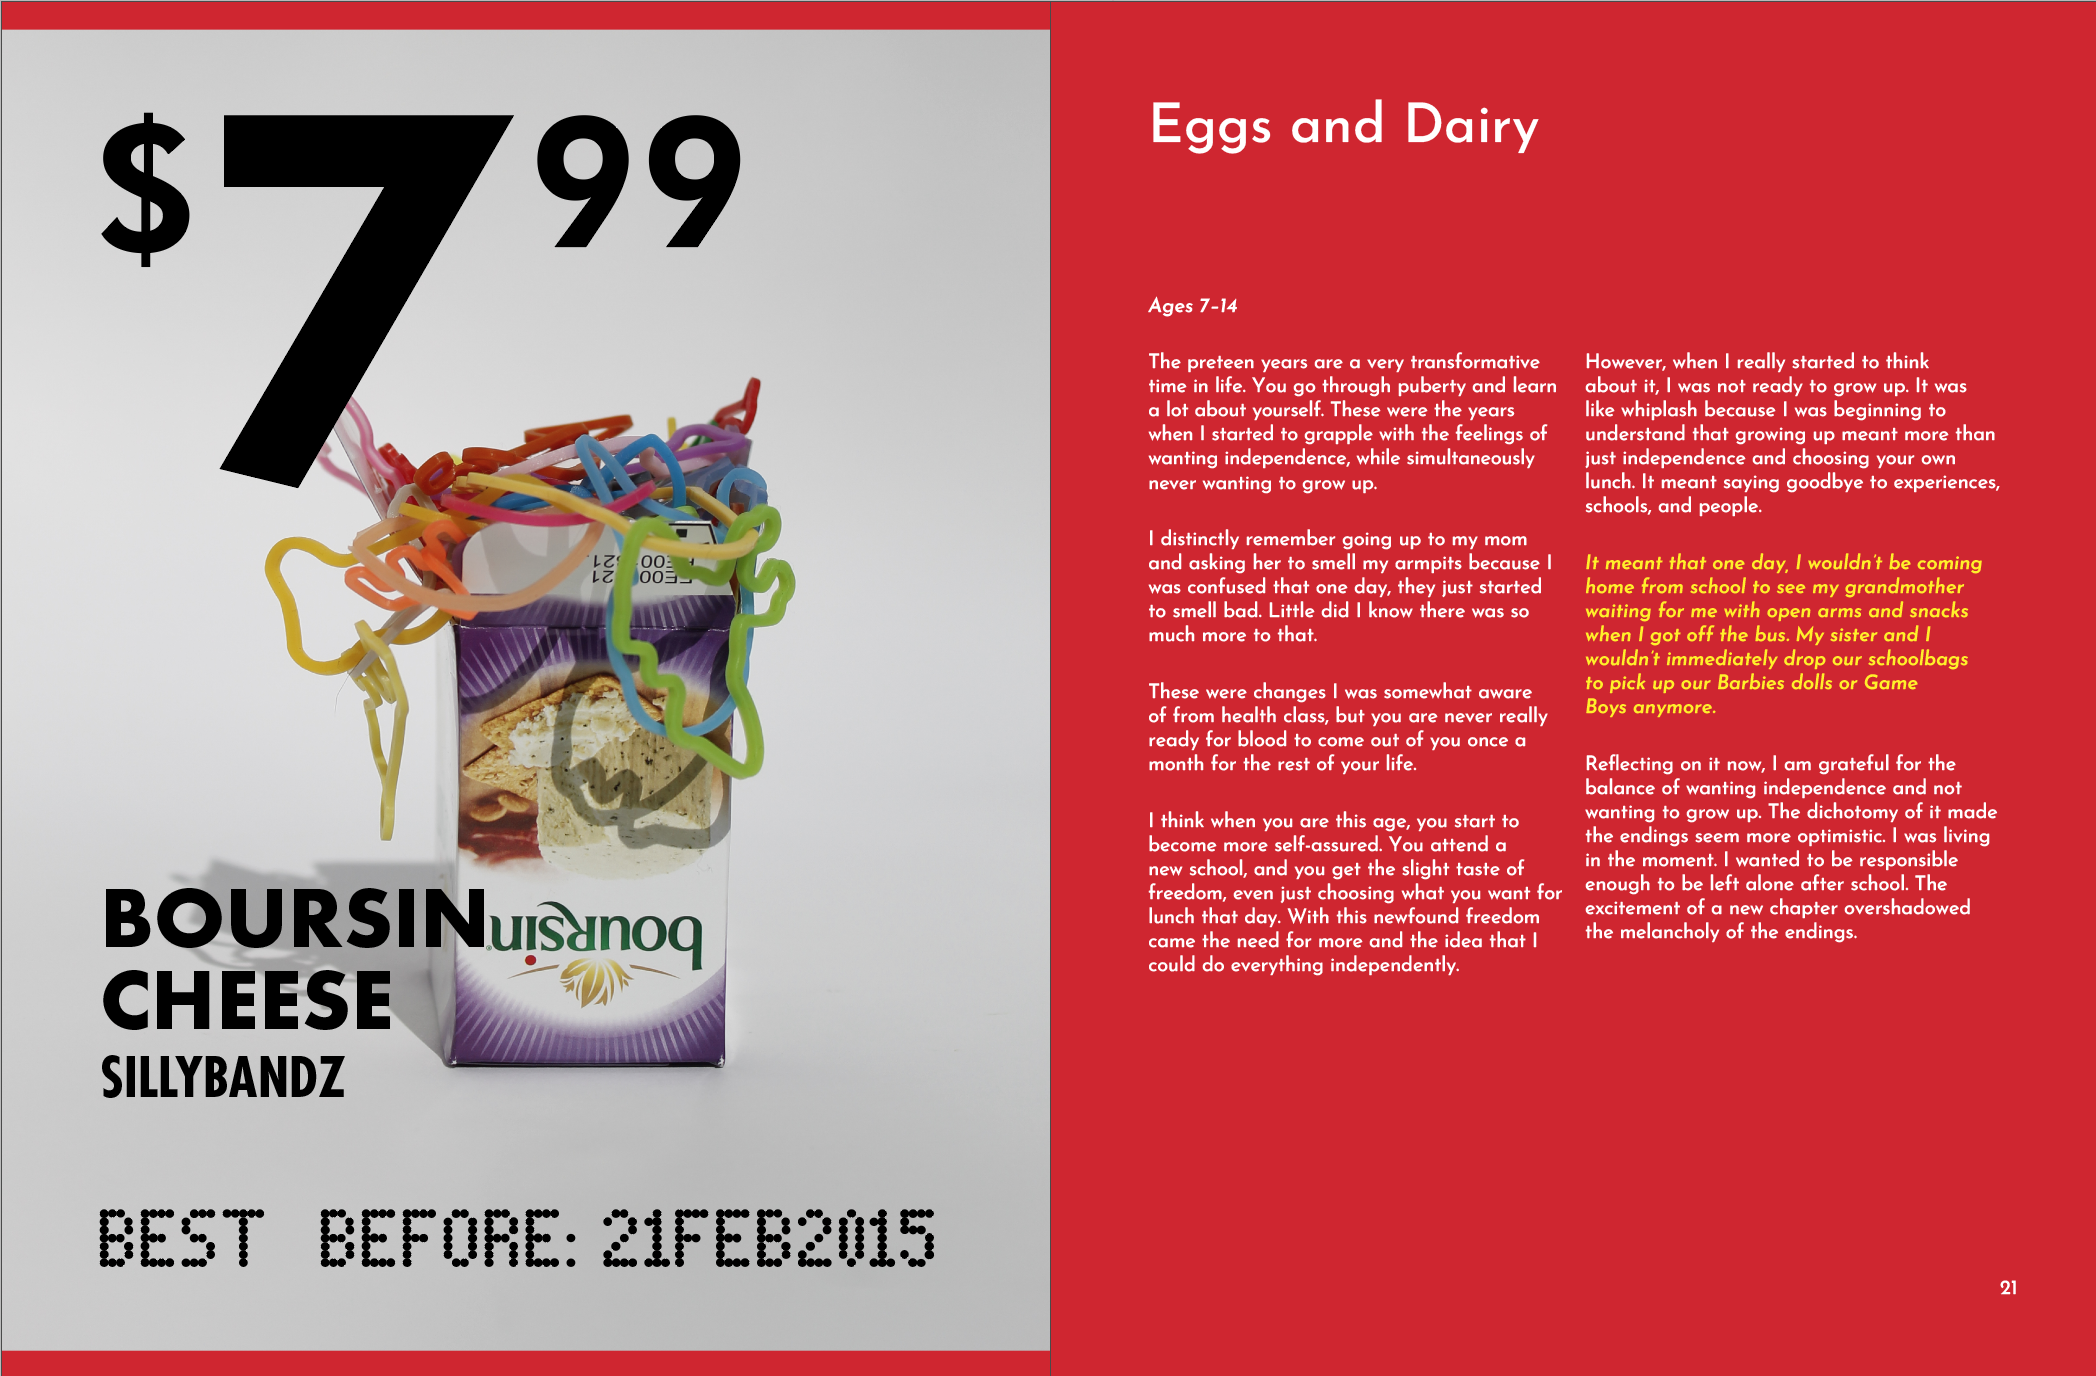 $799
EE00 321
EE00 321
boursin
BOURSIN
CHEESE
SILLYBANDZ
BEST BEFORE: 21FEB2015
Eggs and Dairy
Ages 7–14
The preteen years are a very transformative
time in life. You go through puberty and learn
a lot about yourself. These were the years
when I started to grapple with the feelings of
wanting independence, while simultaneously
never wanting to grow up.
I distinctly remember going up to my mom
and asking her to smell my armpits because I
was confused that one day, they just started
to smell bad. Little did I know there was so
much more to that.
These were changes I was somewhat aware
of from health class, but you are never really
ready for blood to come out of you once a
month for the rest of your life.
I think when you are this age, you start to
become more self-assured. You attend a
new school, and you get the slight taste of
freedom, even just choosing what you want for
lunch that day. With this newfound freedom
came the need for more and the idea that I
could do everything independently.
However, when I really started to think
about it, I was not ready to grow up. It was
like whiplash because I was beginning to
understand that growing up meant more than
just independence and choosing your own
lunch. It meant saying goodbye to experiences,
schools, and people.
It meant that one day, I wouldn't be coming
home from school to see my grandmother
waiting for me with open arms and snacks
when I got off the bus. My sister and I
wouldn't immediately drop our schoolbags
to pick up our Barbies dolls or Game
Boys anymore.
Reflecting on it now, I am grateful for the
balance of wanting independence and not
wanting to grow up. The dichotomy of it made
the endings seem more optimistic. I was living
in the moment. I wanted to be responsible
enough to be left alone after school. The
excitement of a new chapter overshadowed
the melancholy of the endings.
21